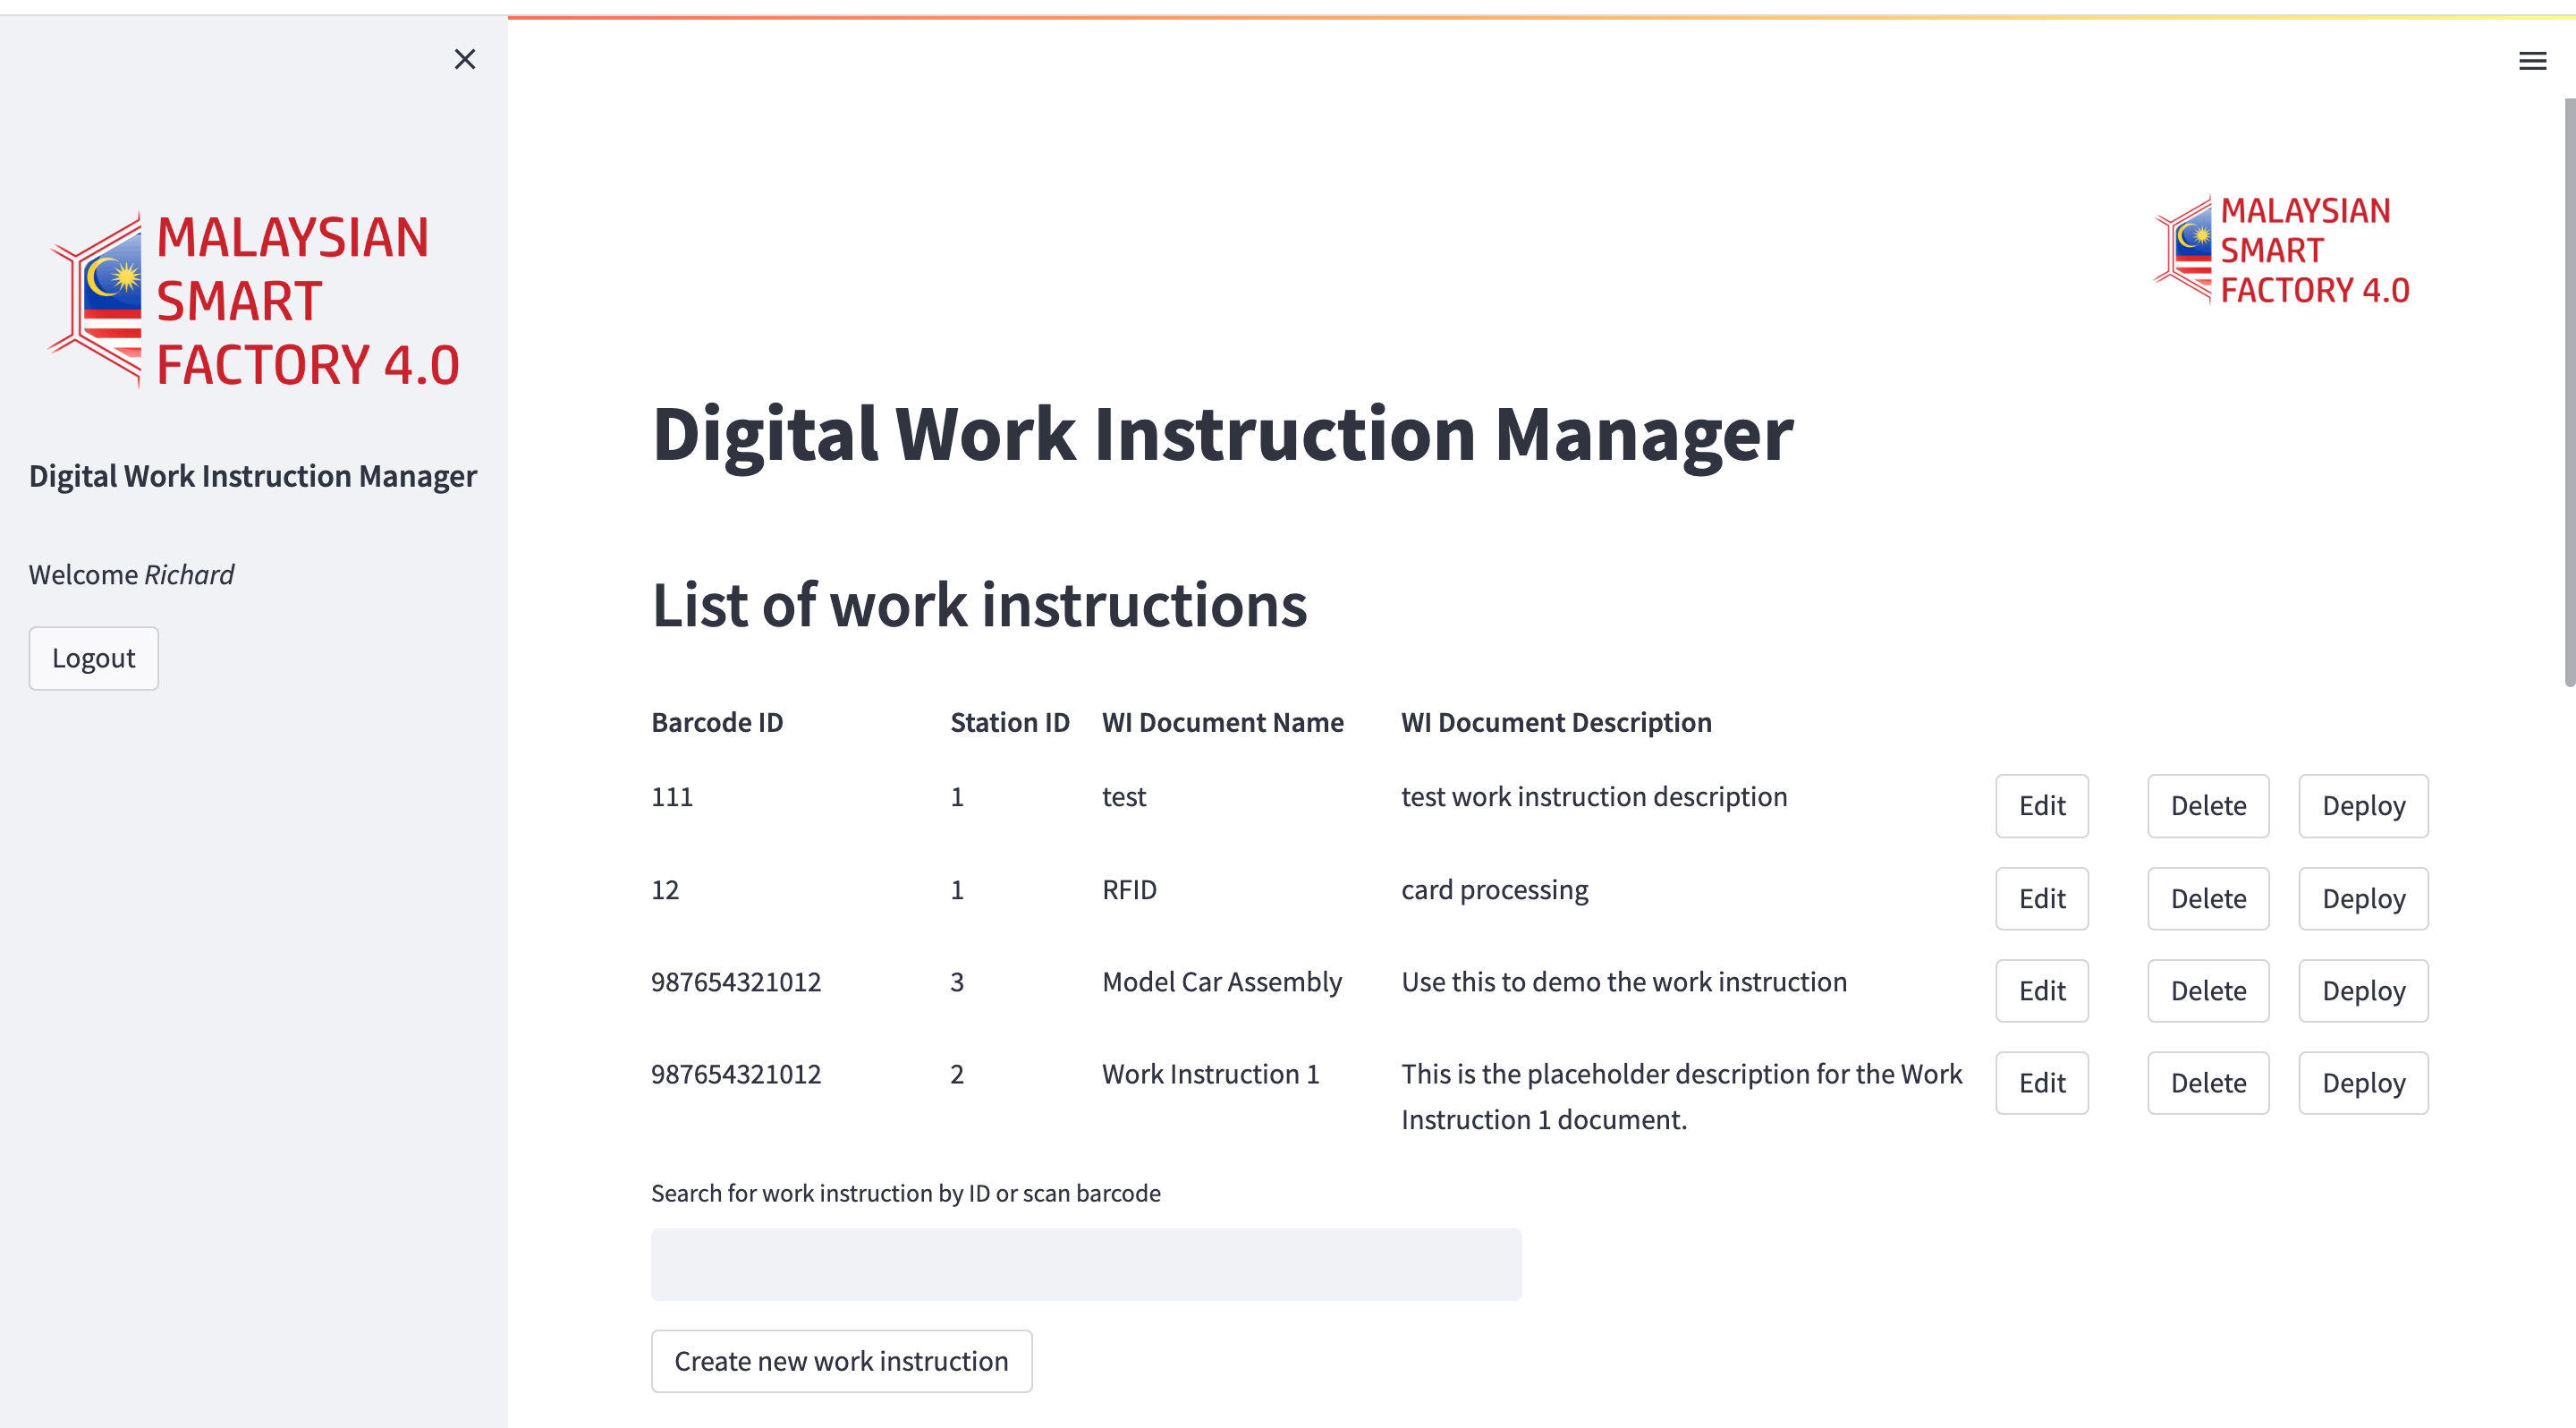 MALAYSIAN
SMART
FACTORY 4.0
Digital Work Instruction Manager
Welcome Richard
Logout
MALAYSIAN
SMART
FACTORY 4.0
Digital Work Instruction Manager
List of work instructions
Barcode ID Station ID WI Document Name WI Document Description
111 1 test test work instruction description Edit Delete Deploy
12 1 RFID card processing Edit Delete Deploy
987654321012 3 Model Car Assembly Use this to demo the work instruction Edit Delete Deploy
987654321012 2 Work Instruction 1 This is the placeholder description for the Work Edit Delete Deploy
Instruction 1 document.
Search for work instruction by ID or scan barcode
Create new work instruction